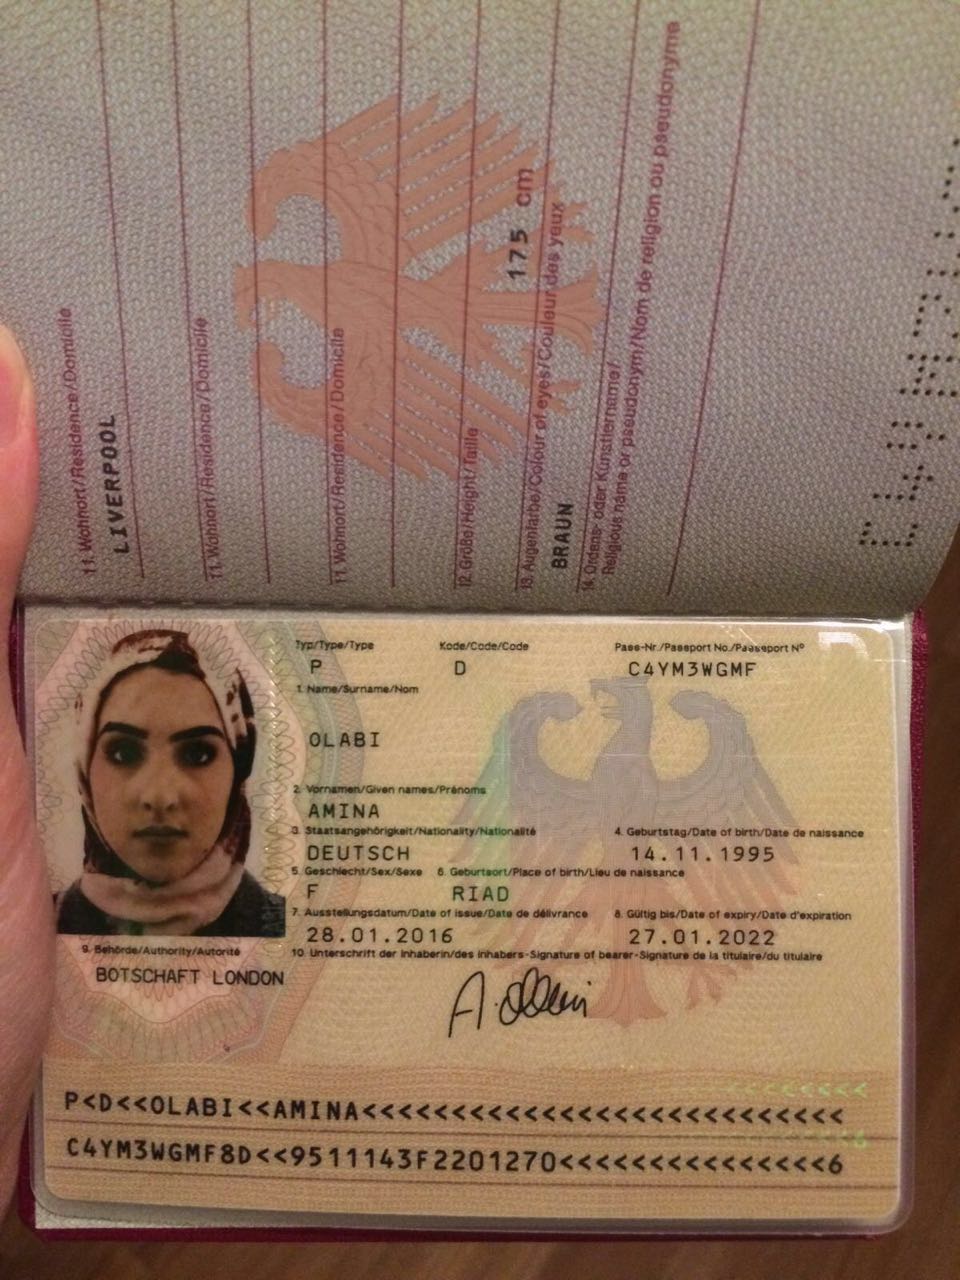 11. Wohnort/Residence/Domicile
LIVERPOOL
11. Wohnort/Residence/Domicile
11. Wohnort/Residence/Domicile
12. Größe/Height/Taille
175 cm
13. Augenfarbe/Colour of eyes/Couleur des yeux
BRAUN
14. Ordens- oder Künstlername/
Religious name or pseudonym/Nom de religion ou pseudonyme
Typ/Type/Type Kode/Code/Code Pass-Nr./Passport No./Passeport N°
P D C4YM3WGMF
1. Name/Surname/Nom
OLABI
2. Vornamen/Given names/Prénoms
AMINA
3. Staatsangehörigkeit/Nationality/Nationalité 4. Geburtstag/Date of birth/Date de naissance
DEUTSCH 14.11.1995
5. Geschlecht/Sex/Sexe 6. Geburtsort/Place of birth/Lieu de naissance
F RIAD
7. Ausstellungsdatum/Date of issue/Date de délivrance 8. Gültig bis/Date of expiry/Date d'expiration
28.01.2016 27.01.2022
9. Behörde/Authority/Autorité 10. Unterschrift der Inhaberin/des Inhabers-Signature of bearer-Signature de la titulaire/du titulaire
BOTSCHAFT LONDON
A. Olabi
P<D<<OLABI<<AMINA<<<<<<<<<<<<<<<<<<<<<<<<<<<
C4YM3WGMF8D<<9511143F2201270<<<<<<<<<<<<<<<6